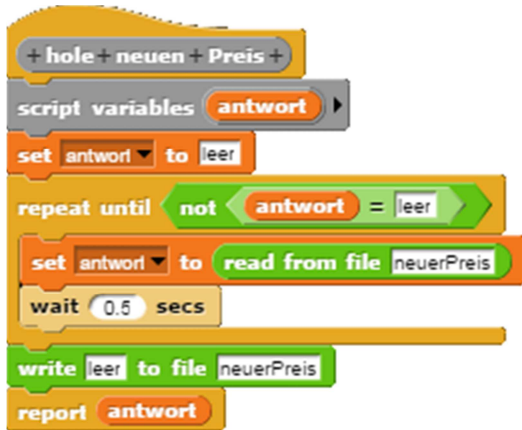 + hole + neuen + Preis +
script variables antwort
set antwort to leer
repeat until not antwort = leer
set antwort to read from file neuerPreis
wait 0.5 secs
write leer to file neuerPreis
report antwort